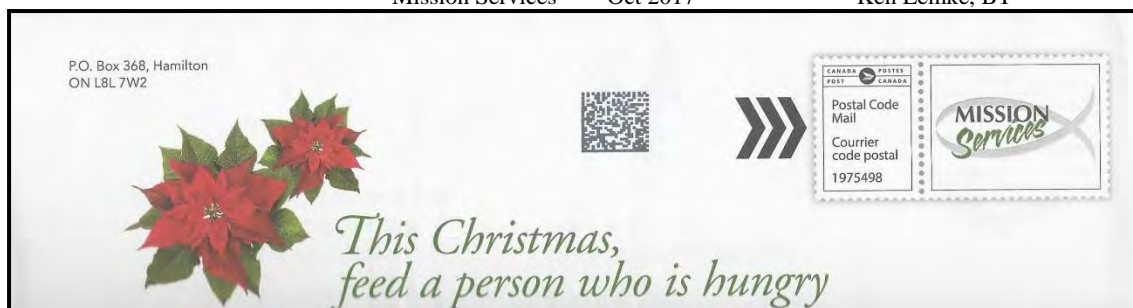 Mission Services Oct 2017 Ken Lemke, BT
P.O. Box 368, Hamilton
ON L8L 7W2
CANADA POSTES
POST CANADA
Postal Code
Mail
Courrier
code postal
1975498
MISSION
Services
This Christmas,
feed a person who is hungry